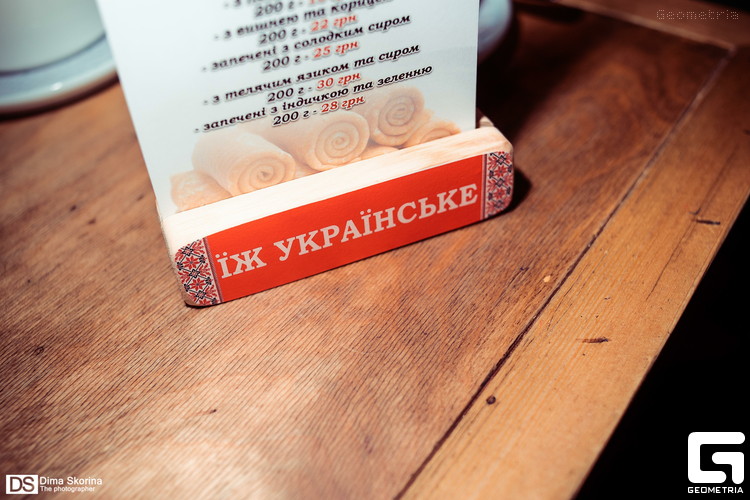 Geometria
200 г -
- з вишнею та корицею
200 г - 22 грн
- запечені з солодким сиром
200 г - 25 грн
- з телячим язиком та сиром
200 г - 30 грн
- запечені з індичкою та зеленню
200 г - 28 грн
ЇЖ УКРАЇНСЬКЕ
DS Dima Skorina
The photographer
GEOMETRIA